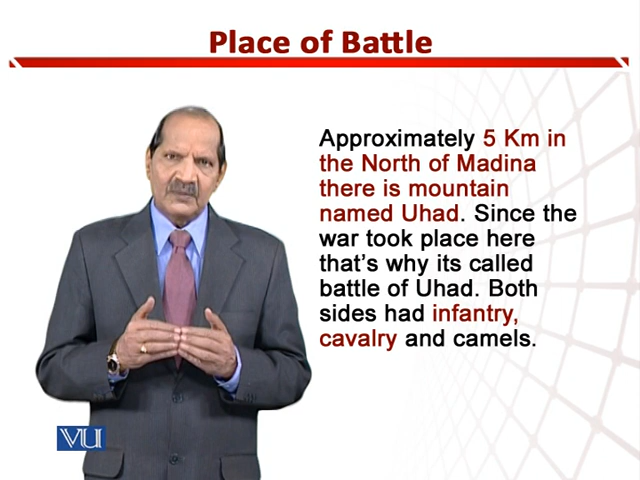 Place of Battle
Approximately 5 Km in
the North of Madina
there is mountain
named Uhad. Since the
war took place here
that's why its called
battle of Uhad. Both
sides had infantry,
cavalry and camels.
VU